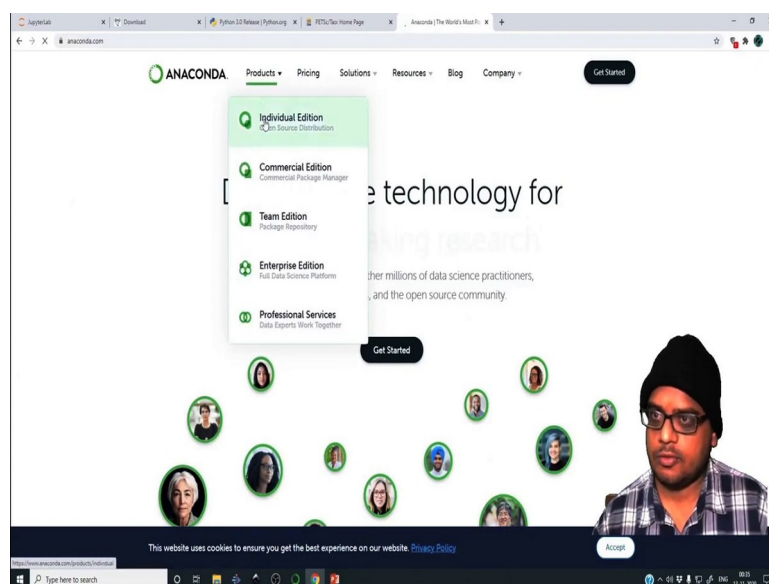 JupyterLab
Download
Python 3.0 Release | Python.org
PETSc/Tao: Home Page
Anaconda | The World's Most Po
anaconda.com
ANACONDA.
Products
Pricing
Solutions
Resources
Blog
Company
Get Started
Individual Edition
Open Source Distribution
Commercial Edition
Commercial Package Manager
Team Edition
Package Repository
Enterprise Edition
Full Data Science Platform
Professional Services
Data Experts Work Together
D
e technology for
aking research
ther millions of data science practitioners,
, and the open source community.
Get Started
This website uses cookies to ensure you get the best experience on our website. Privacy Policy
Accept
https://www.anaconda.com/products/individual
Type here to search
ENG
00:35